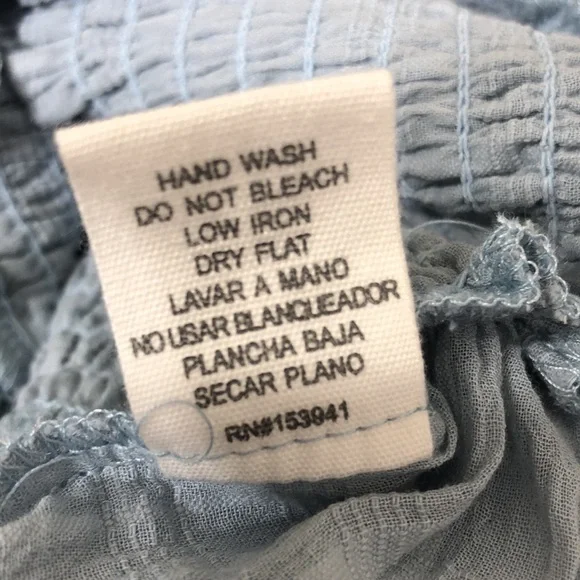 HAND WASH
DO NOT BLEACH
LOW IRON
DRY FLAT
LAVAR A MANO
NO USAR BLANQUEADOR
PLANCHA BAJA
SECAR PLANO
RN#153941